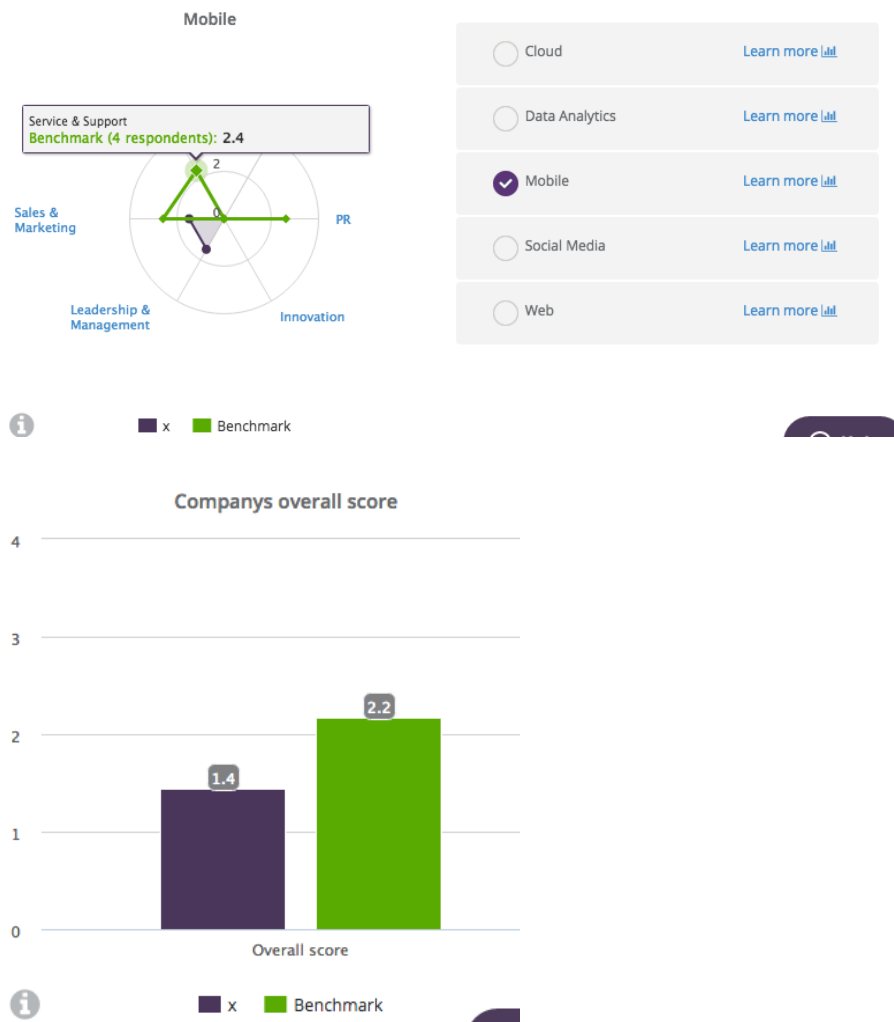 Mobile
Service & Support
Benchmark (4 respondents): 2.4
2
0
Sales &
Marketing
PR
Leadership &
Management
Innovation
x
Benchmark
Cloud
Learn more
Data Analytics
Learn more
Mobile
Learn more
Social Media
Learn more
Web
Learn more
Companys overall score
4
3
2
1
0
2.2
1.4
Overall score
x
Benchmark